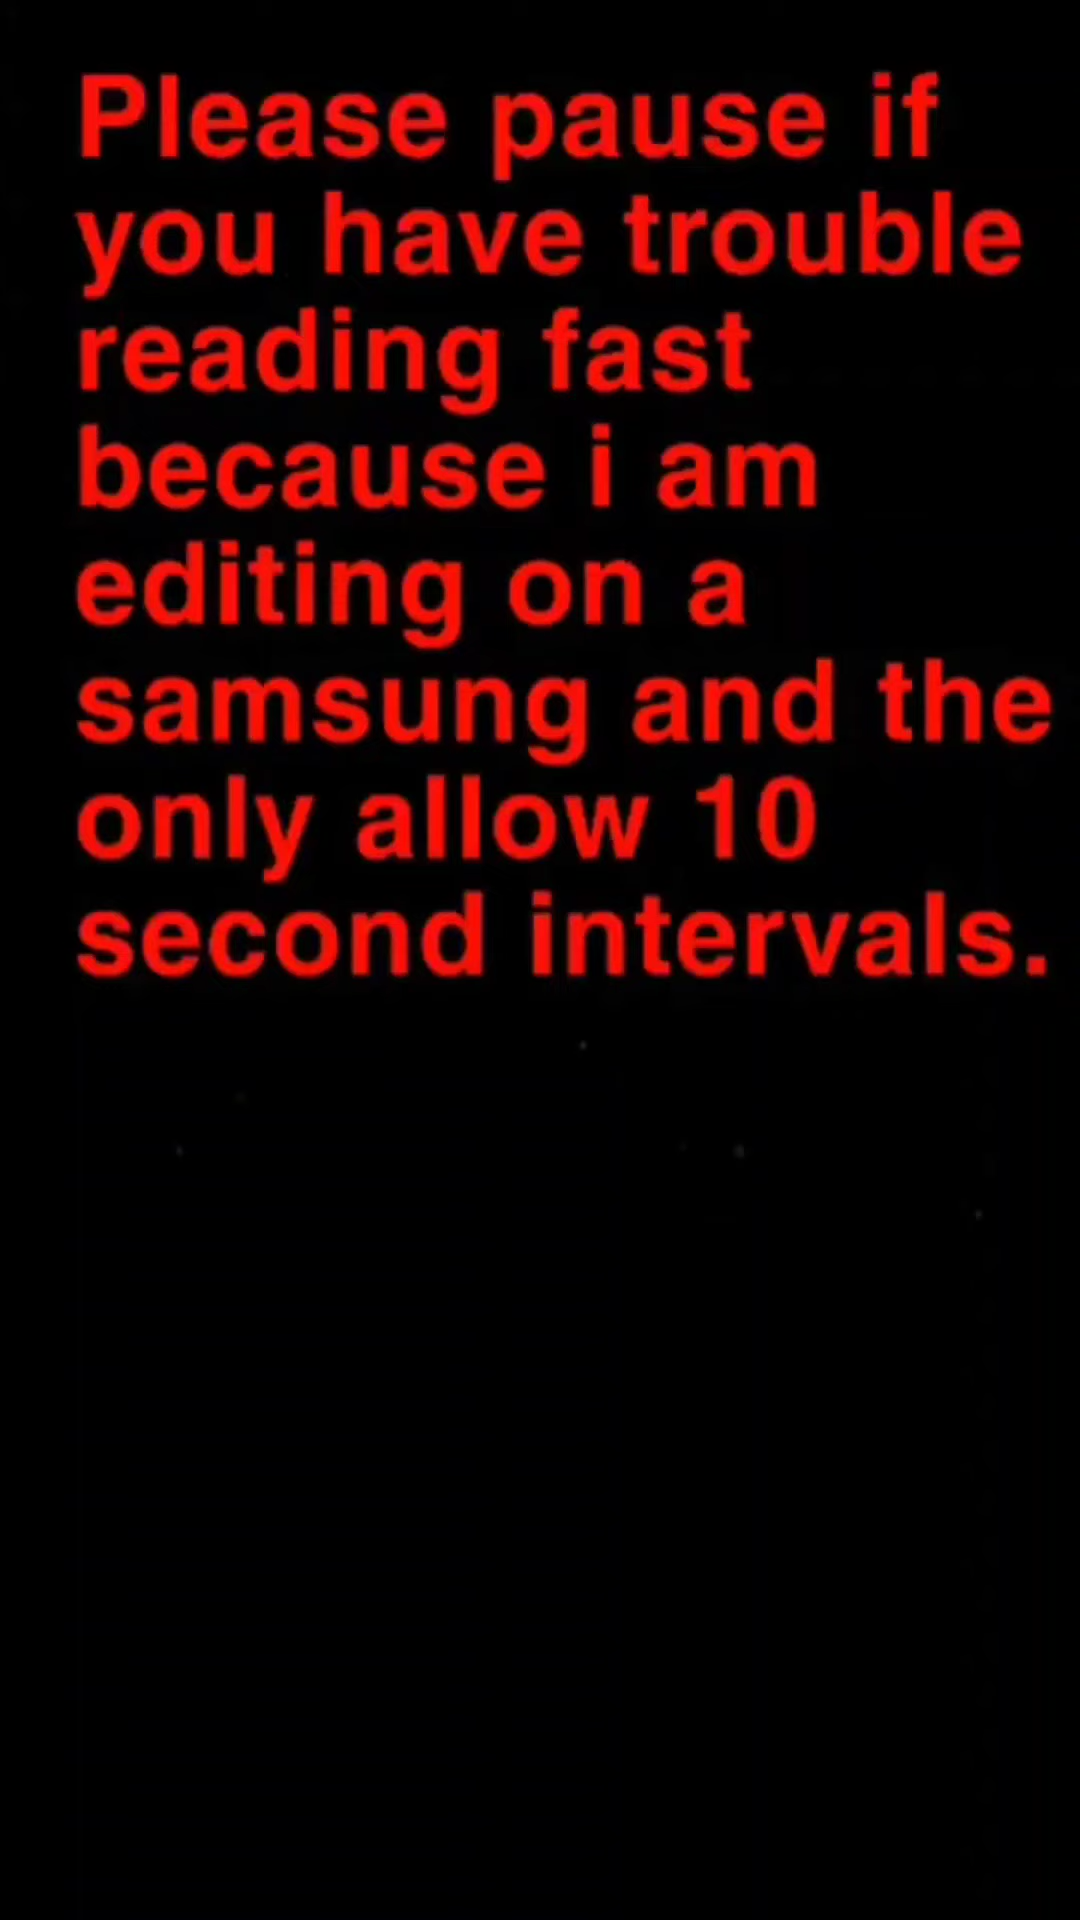 Please pause if
you have trouble
reading fast
because i am
editing on a
samsung and the
only allow 10
second intervals.